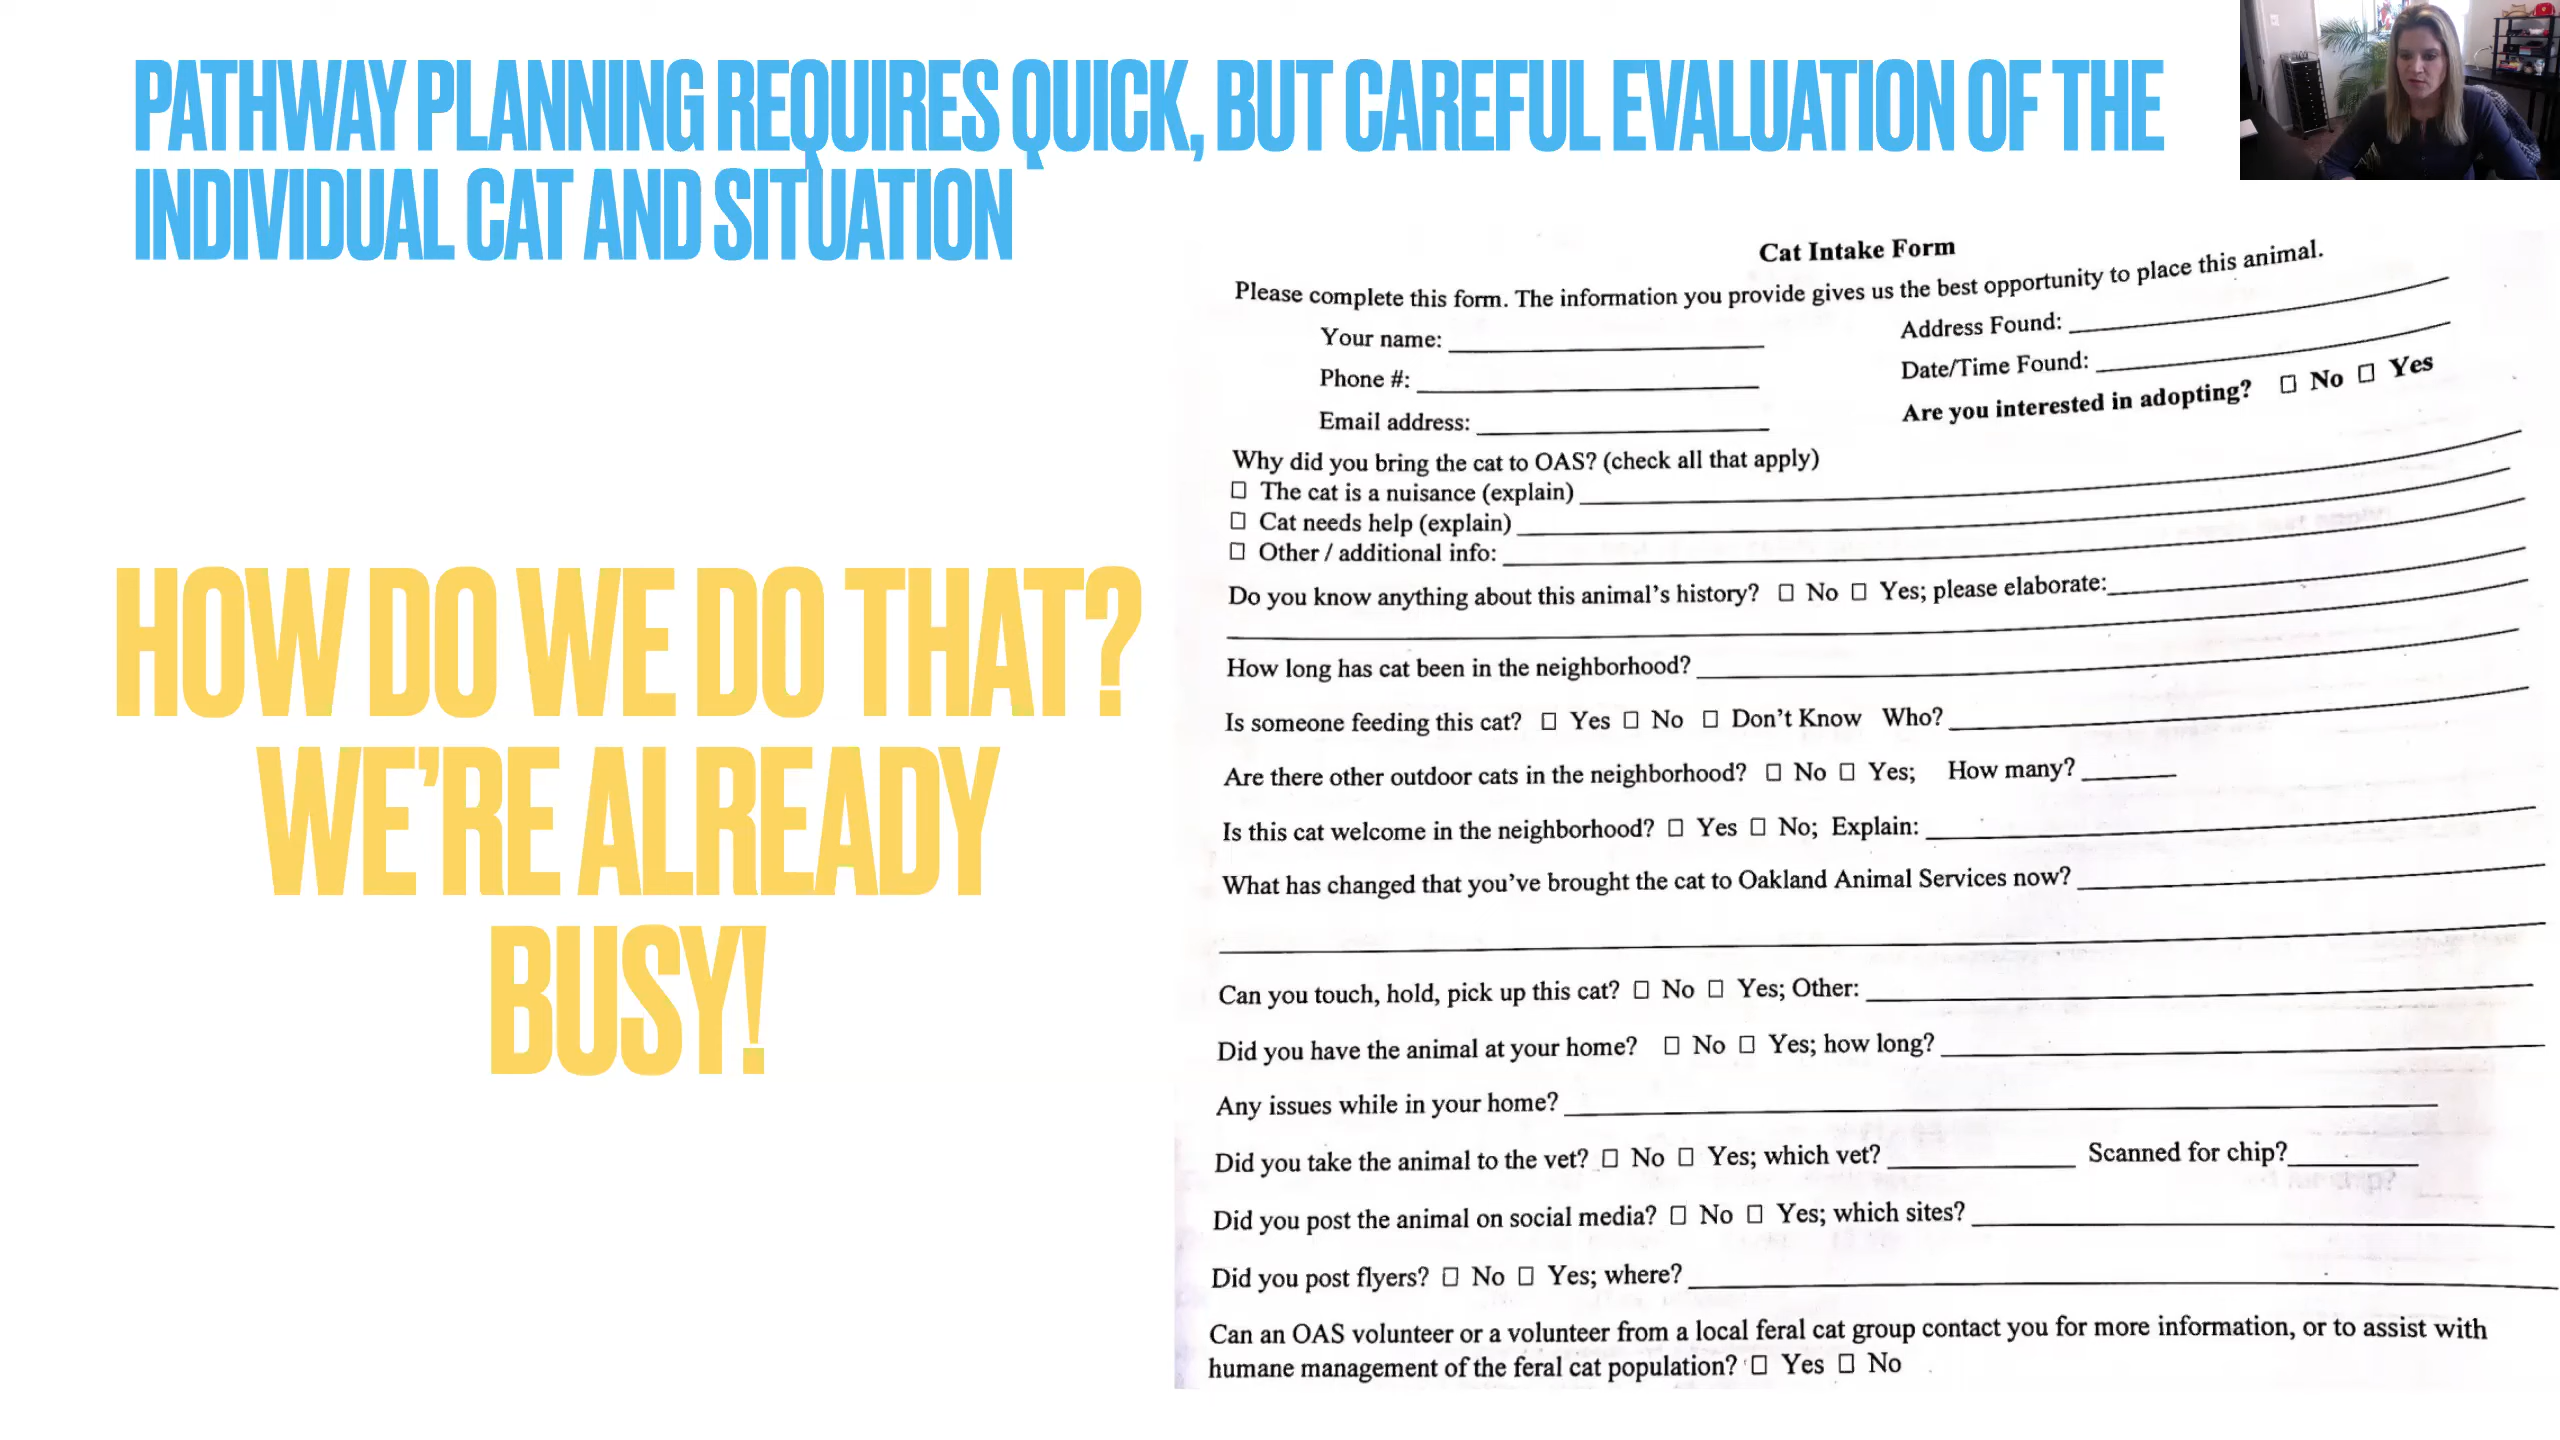 PATHWAY PLANNING REQUIRES QUICK, BUT CAREFUL EVALUATION OF THE
INDIVIDUAL CAT AND SITUATION
HOW DO WE DO THAT?
WE'RE ALREADY
BUSY!
Cat Intake Form
Please complete this form. The information you provide gives us the best opportunity to place this animal.
Your name: Address Found:
Phone #: Date/Time Found:
Email address: Are you interested in adopting? ☐ No ☐ Yes
Why did you bring the cat to OAS? (check all that apply)
☐ The cat is a nuisance (explain)
☐ Cat needs help (explain)
☐ Other / additional info:
Do you know anything about this animal's history? ☐ No ☐ Yes; please elaborate:
How long has cat been in the neighborhood?
Is someone feeding this cat? ☐ Yes ☐ No ☐ Don't Know Who?
Are there other outdoor cats in the neighborhood? ☐ No ☐ Yes; How many?
Is this cat welcome in the neighborhood? ☐ Yes ☐ No; Explain:
What has changed that you've brought the cat to Oakland Animal Services now?
Can you touch, hold, pick up this cat? ☐ No ☐ Yes; Other:
Did you have the animal at your home? ☐ No ☐ Yes; how long?
Any issues while in your home?
Did you take the animal to the vet? ☐ No ☐ Yes; which vet? Scanned for chip?
Did you post the animal on social media? ☐ No ☐ Yes; which sites?
Did you post flyers? ☐ No ☐ Yes; where?
Can an OAS volunteer or a volunteer from a local feral cat group contact you for more information, or to assist with
humane management of the feral cat population? ☐ Yes ☐ No